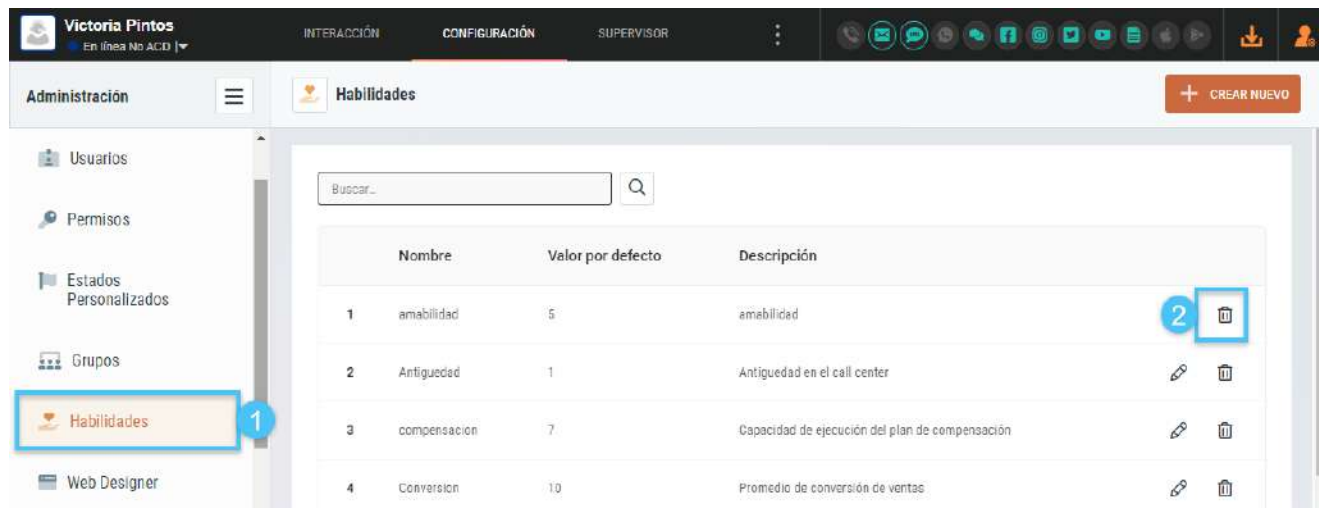 Victoria Pintos
En línea No ACD
INTERACCIÓN
CONFIGURACIÓN
SUPERVISOR
Administración
Habilidades
CREAR NUEVO
Usuarios
Permisos
Estados
Personalizados
Grupos
Habilidades
1
Web Designer
Buscar...
Nombre Valor por defecto Descripción
1 amabilidad 5 amabilidad
2
2 Antiguedad 1 Antiguedad en el call center
3 compensacion 7 Capacidad de ejecución del plan de compensación
4 Conversion 10 Promedio de conversión de ventas